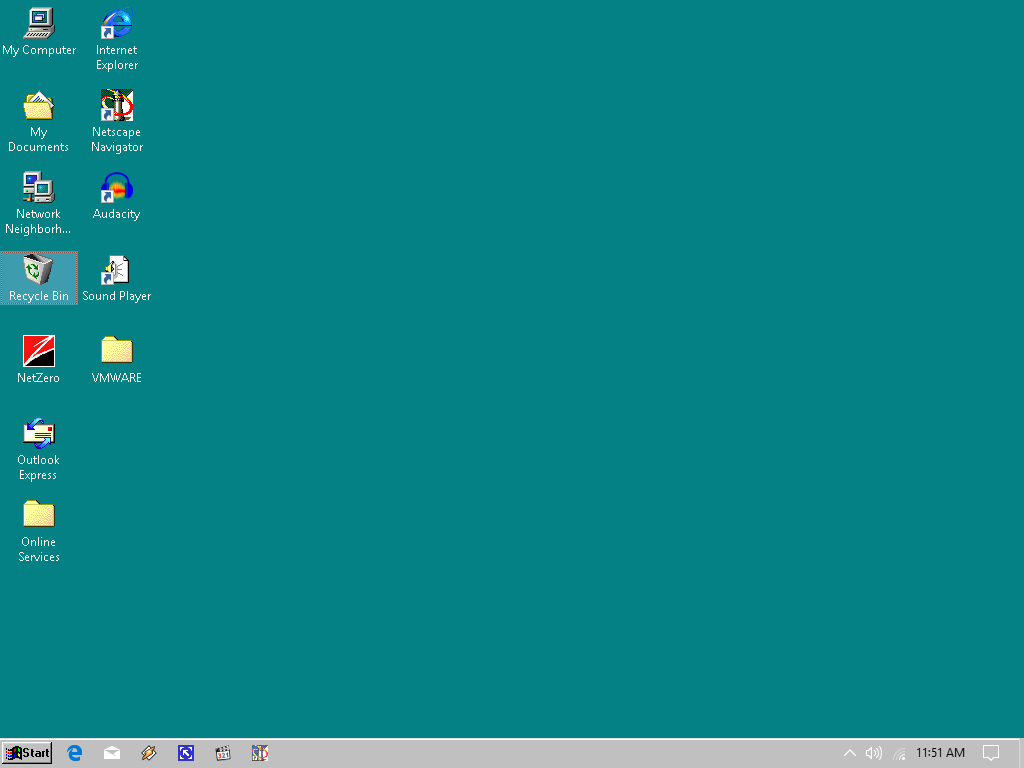 My Computer
Internet
Explorer
My
Documents
Netscape
Navigator
Network
Neighborh...
Audacity
Recycle Bin
Sound Player
NetZero
VMWARE
Outlook
Express
Online
Services
Start
321
11:51 AM